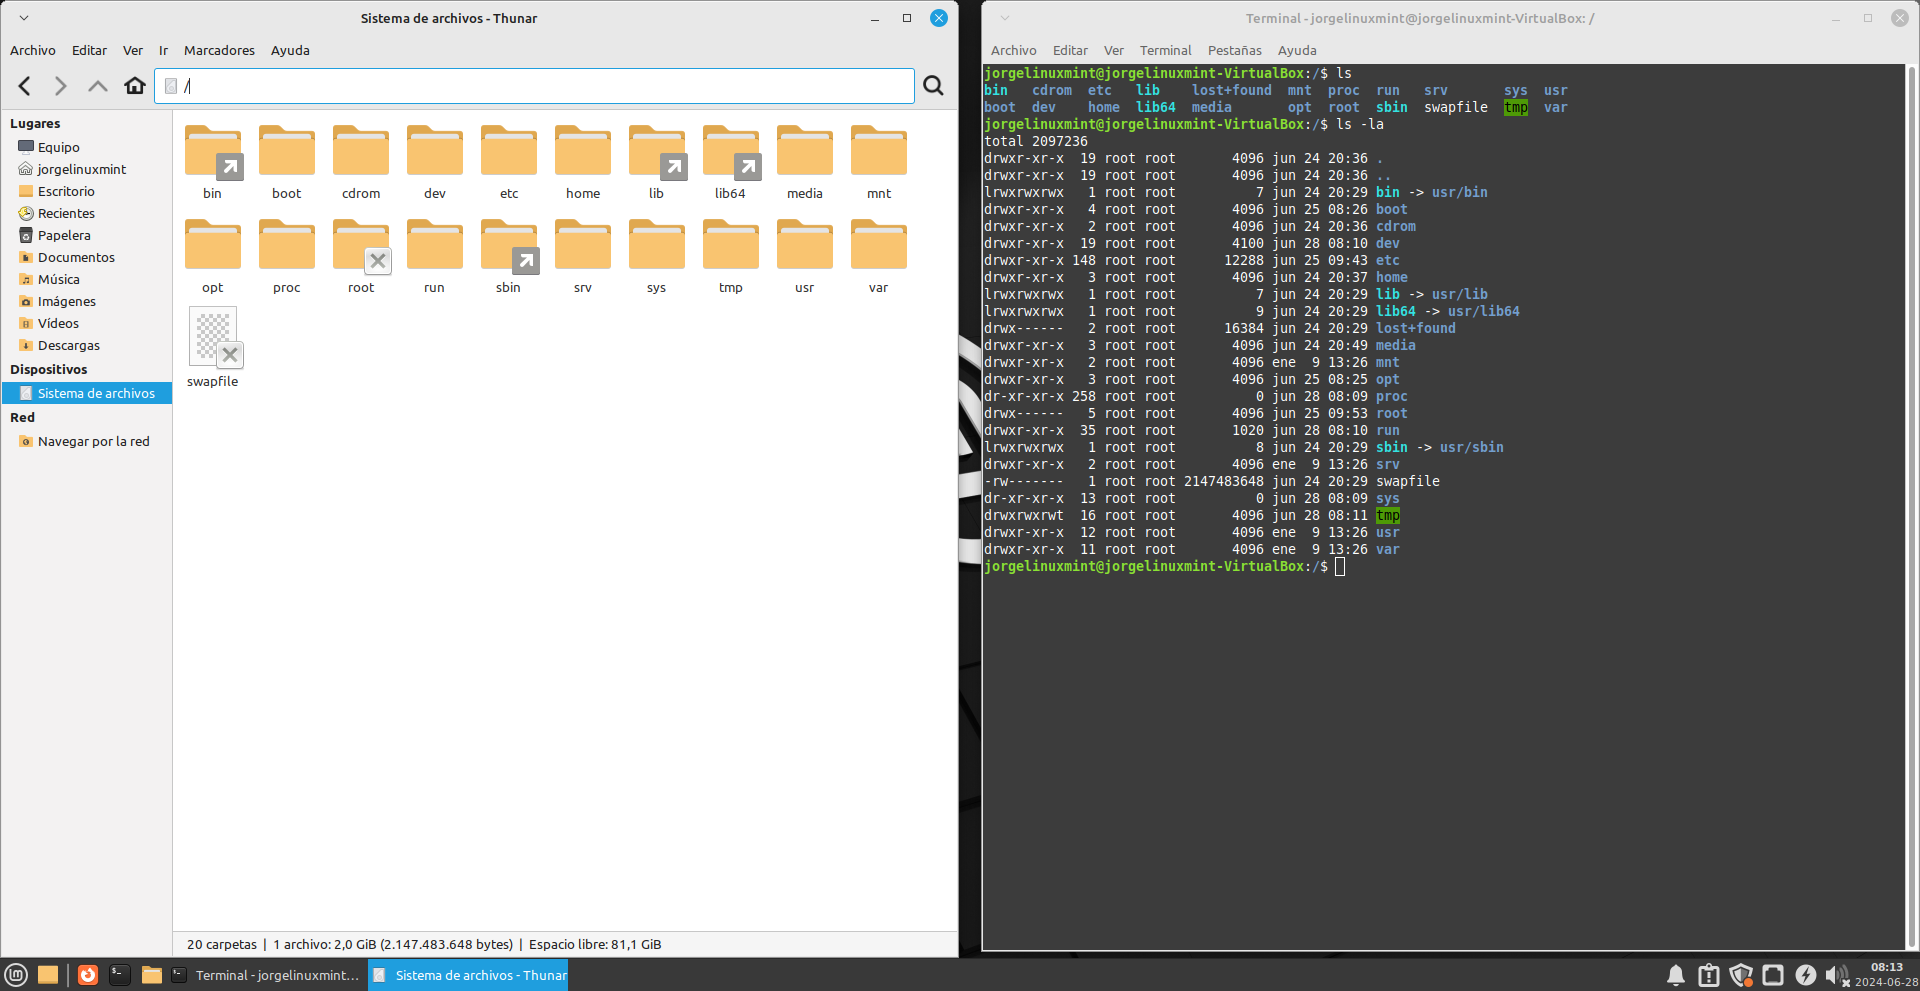 Sistema de archivos - Thunar
Archivo Editar Ver Ir Marcadores Ayuda
/
Lugares
Equipo
jorgelinuxmint
Escritorio
Recientes
Papelera
Documentos
Música
Imágenes
Vídeos
Descargas
Dispositivos
Sistema de archivos
Red
Navegar por la red
bin boot cdrom dev etc home lib lib64 media mnt
opt proc root run sbin srv sys tmp usr var
swapfile
20 carpetas | 1 archivo: 2,0 GiB (2.147.483.648 bytes) | Espacio libre: 81,1 GiB
Terminal - jorgelinuxmint@jorgelinuxmint-VirtualBox: /
Archivo Editar Ver Terminal Pestañas Ayuda
jorgelinuxmint@jorgelinuxmint-VirtualBox:/$ ls
bin   cdrom  etc   lib    lost+found  mnt  proc  run   srv       sys  usr
boot  dev    home  lib64  media       opt  root  sbin  swapfile  tmp  var
jorgelinuxmint@jorgelinuxmint-VirtualBox:/$ ls -la
total 2097236
drwxr-xr-x  19 root root       4096 jun 24 20:36 .
drwxr-xr-x  19 root root       4096 jun 24 20:36 ..
lrwxrwxrwx   1 root root          7 jun 24 20:29 bin -> usr/bin
drwxr-xr-x   4 root root       4096 jun 25 08:26 boot
drwxr-xr-x   2 root root       4096 jun 24 20:36 cdrom
drwxr-xr-x  19 root root       4100 jun 28 08:10 dev
drwxr-xr-x 148 root root      12288 jun 25 09:43 etc
drwxr-xr-x   3 root root       4096 jun 24 20:37 home
lrwxrwxrwx   1 root root          7 jun 24 20:29 lib -> usr/lib
lrwxrwxrwx   1 root root          9 jun 24 20:29 lib64 -> usr/lib64
drwx------   2 root root      16384 jun 24 20:29 lost+found
drwxr-xr-x   3 root root       4096 jun 24 20:49 media
drwxr-xr-x   2 root root       4096 ene  9 13:26 mnt
drwxr-xr-x   3 root root       4096 jun 25 08:25 opt
dr-xr-xr-x 258 root root          0 jun 28 08:09 proc
drwx------   5 root root       4096 jun 25 09:53 root
drwxr-xr-x  35 root root       1020 jun 28 08:10 run
lrwxrwxrwx   1 root root          8 jun 24 20:29 sbin -> usr/sbin
drwxr-xr-x   2 root root       4096 ene  9 13:26 srv
-rw-------   1 root root 2147483648 jun 24 20:29 swapfile
dr-xr-xr-x  13 root root          0 jun 28 08:09 sys
drwxrwxrwt  16 root root       4096 jun 28 08:11 tmp
drwxr-xr-x  12 root root       4096 ene  9 13:26 usr
drwxr-xr-x  11 root root       4096 ene  9 13:26 var
jorgelinuxmint@jorgelinuxmint-VirtualBox:/$
Terminal - jorgelinuxmint...
Sistema de archivos - Thunar
08:13
2024-06-28